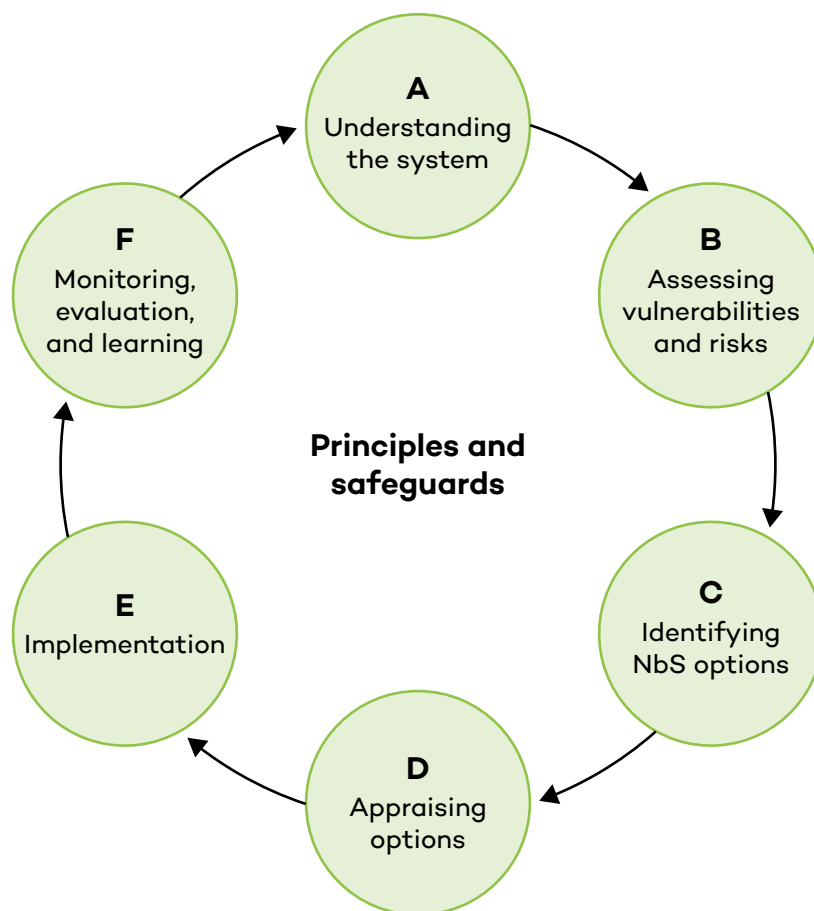 A
Understanding
the system
B
Assessing
vulnerabilities
and risks
C
Identifying
NbS options
D
Appraising
options
E
Implementation
F
Monitoring,
evaluation,
and learning
Principles and
safeguards